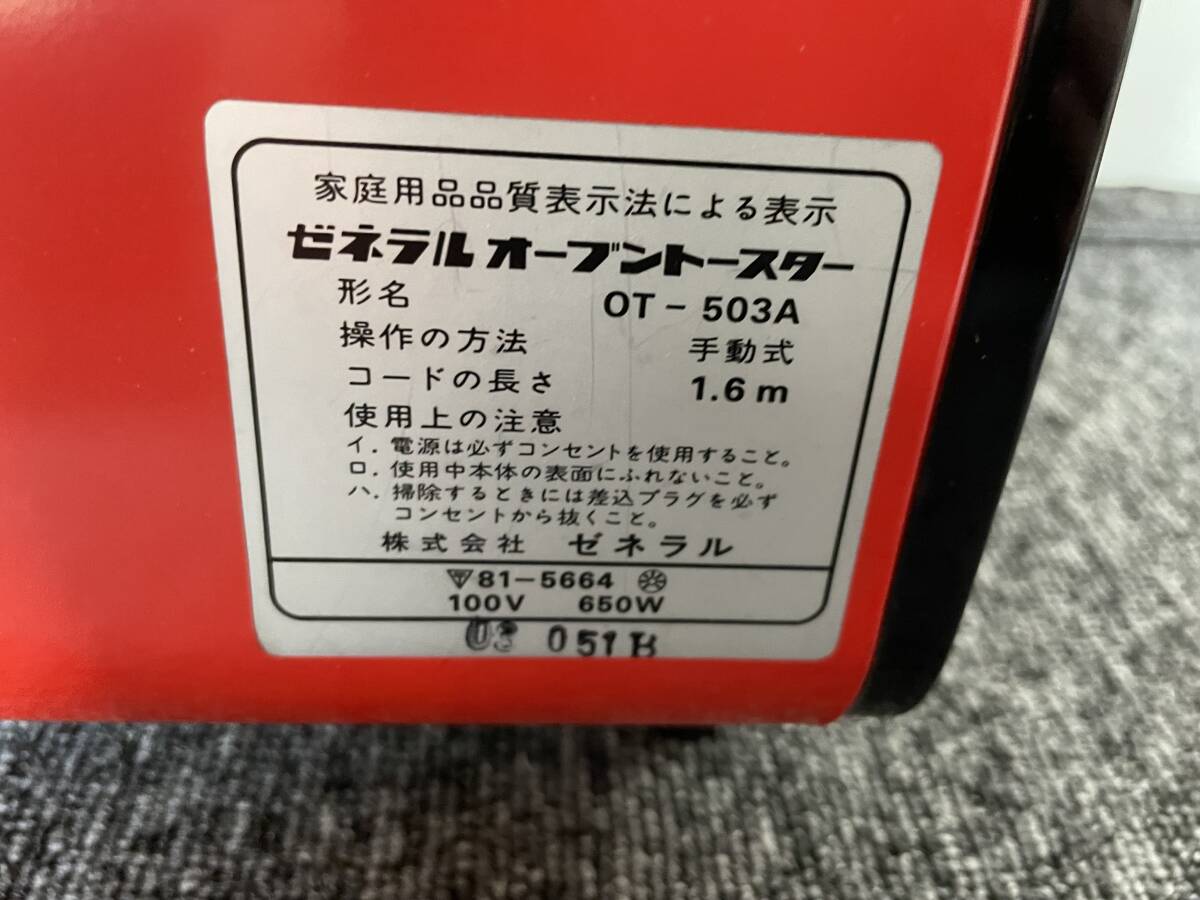 家庭用品品質表示法による表示
ゼネラル オーブントースター
形名 OT-503A
操作の方法 手動式
コードの長さ 1.6m
使用上の注意
イ.電源は必ずコンセントを使用すること。
ロ.使用中本体の表面にふれないこと。
ハ.掃除するときには差込プラグを必ず
コンセントから抜くこと。
株式会社 ゼネラル
81-5664
100V 650W
051B